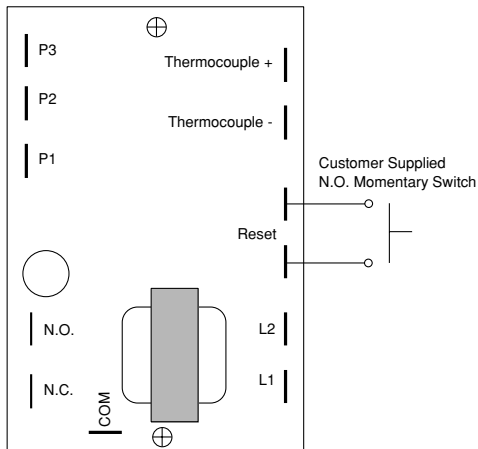 P3
Thermocouple +
P2
Thermocouple -
P1
Customer Supplied
N.O. Momentary Switch
Reset
N.O.
L2
N.C.
L1
COM